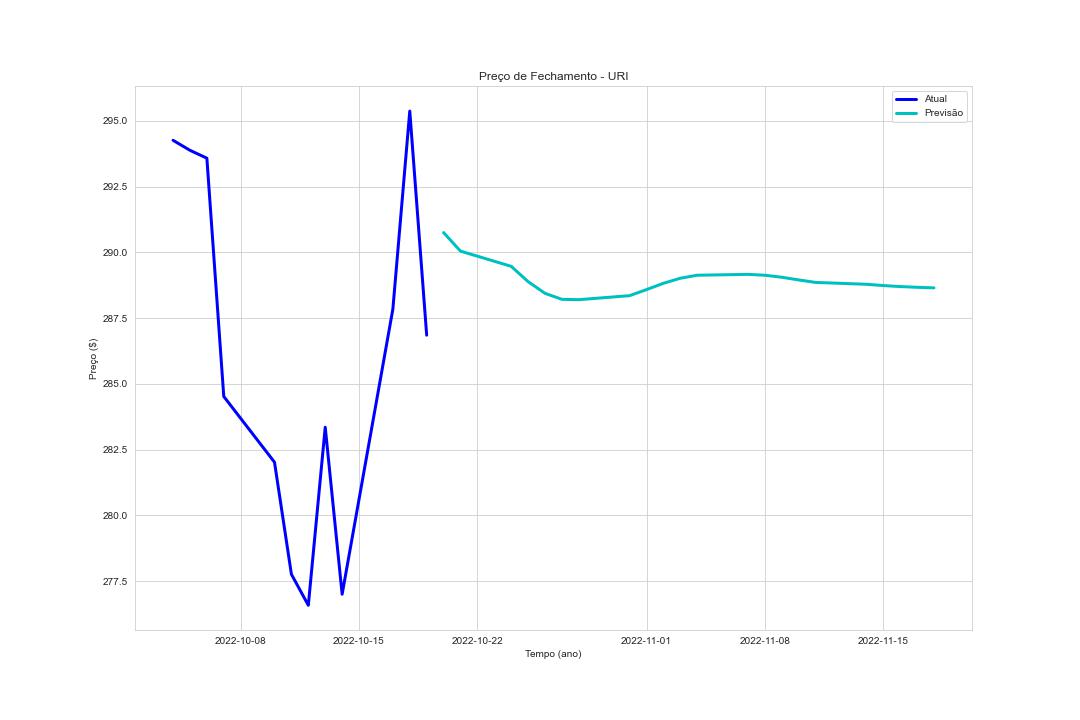 Preço de Fechamento - URI
Atual
Previsão
295.0
292.5
290.0
287.5
285.0
282.5
280.0
277.5
Preço ($)
2022-10-08 2022-10-15 2022-10-22 2022-11-01 2022-11-08 2022-11-15
Tempo (ano)